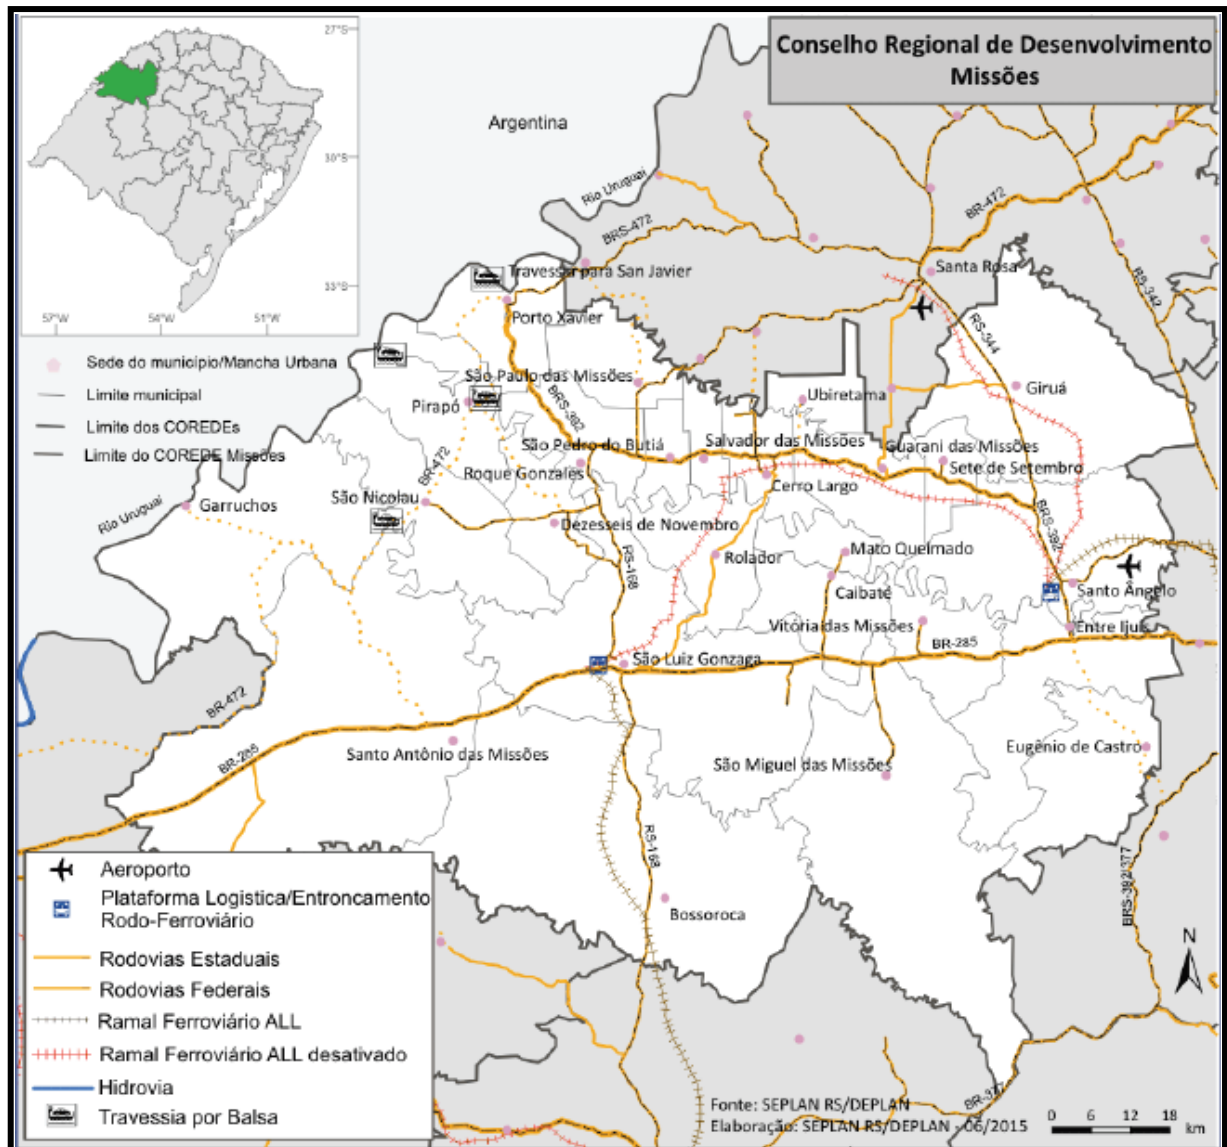 Conselho Regional de Desenvolvimento
Missões
27°S
30°S
33°S
57°W
54°W
51°W
Argentina
Rio Uruguai
BRS-472
BR-472
RS-342
Travessia para San Javier
Santa Rosa
Porto Xavier
RS-344
Sede do município/Mancha Urbana
Limite municipal
Limite dos COREDEs
Limite do COREDE Missões
São Paulo das Missões
Pirapó
BRS-392
Ubiretama
Giruá
São Pedro do Butiá
Salvador das Missões
Guarani das Missões
Roque Gonzales
Sete de Setembro
Cerro Largo
BR-472
São Nicolau
Garruchos
Rio Uruguai
Dezesseis de Novembro
BRS-392
RS-168
Rolador
Mato Queimado
Caibaté
Santo Ângelo
Vitória das Missões
Entre Ijuís
BR-285
São Luiz Gonzaga
BR-472
BR-285
Santo Antônio das Missões
São Miguel das Missões
Eugênio de Castro
RS-168
Bossoroca
BRS-392/377
BR-377
N
Aeroporto
Plataforma Logística/Entroncamento
Rodo-Ferroviário
Rodovias Estaduais
Rodovias Federais
Ramal Ferroviário ALL
Ramal Ferroviário ALL desativado
Hidrovia
Travessia por Balsa
Fonte: SEPLAN RS/DEPLAN
Elaboração: SEPLAN RS/DEPLAN - 06/2015
0 6 12 18
km